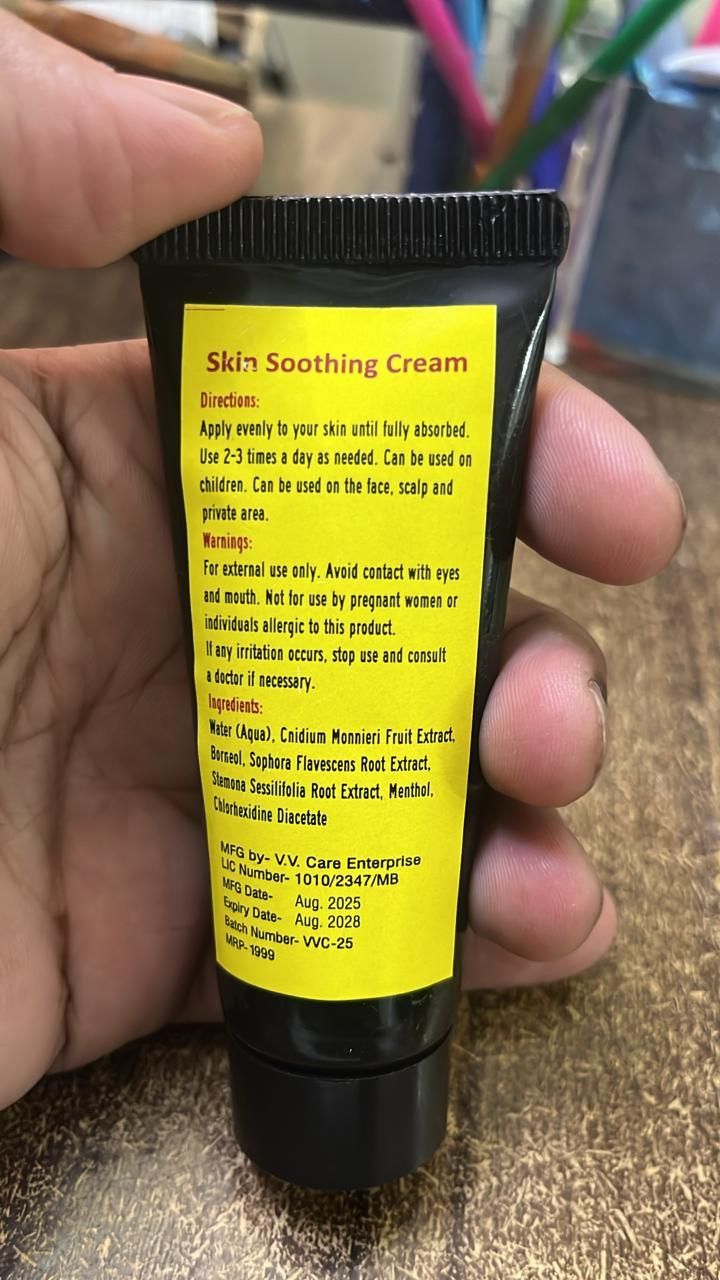 Skin Soothing Cream
Directions:
Apply evenly to your skin until fully absorbed.
Use 2-3 times a day as needed. Can be used on
children. Can be used on the face, scalp and
private area.
Warnings:
For external use only. Avoid contact with eyes
and mouth. Not for use by pregnant women or
individuals allergic to this product.
If any irritation occurs, stop use and consult
a doctor if necessary.
Ingredients:
Water (Aqua), Cnidium Monnieri Fruit Extract,
Borneol, Sophora Flavescens Root Extract,
Stemona Sessilifolia Root Extract, Menthol,
Chlorhexidine Diacetate
MFG by- V.V. Care Enterprise
LIC Number- 1010/2347/MB
MFG Date- Aug. 2025
Expiry Date- Aug. 2028
Batch Number- VVC-25
MRP-1999